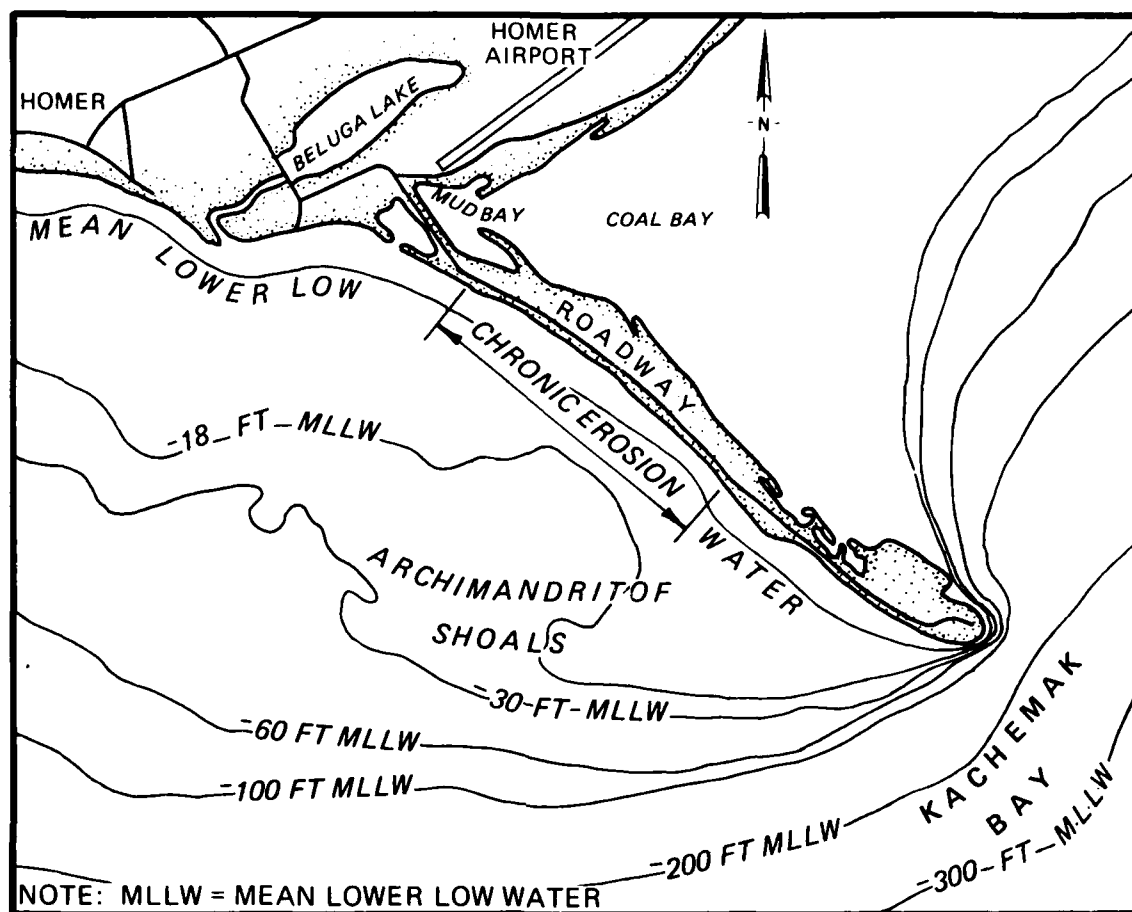 HOMER
AIRPORT
HOMER
BELUGA LAKE
-N-
MUD BAY
COAL BAY
MEAN LOWER LOW WATER
ROADWAY
CHRONIC EROSION
-18-FT-MLLW
ARCHIMANDRITOF
SHOALS
-30-FT-MLLW
-60 FT MLLW
-100 FT MLLW
KACHEMAK
BAY
-200 FT MLLW
-300-FT-M.L.LW
NOTE: MLLW = MEAN LOWER LOW WATER